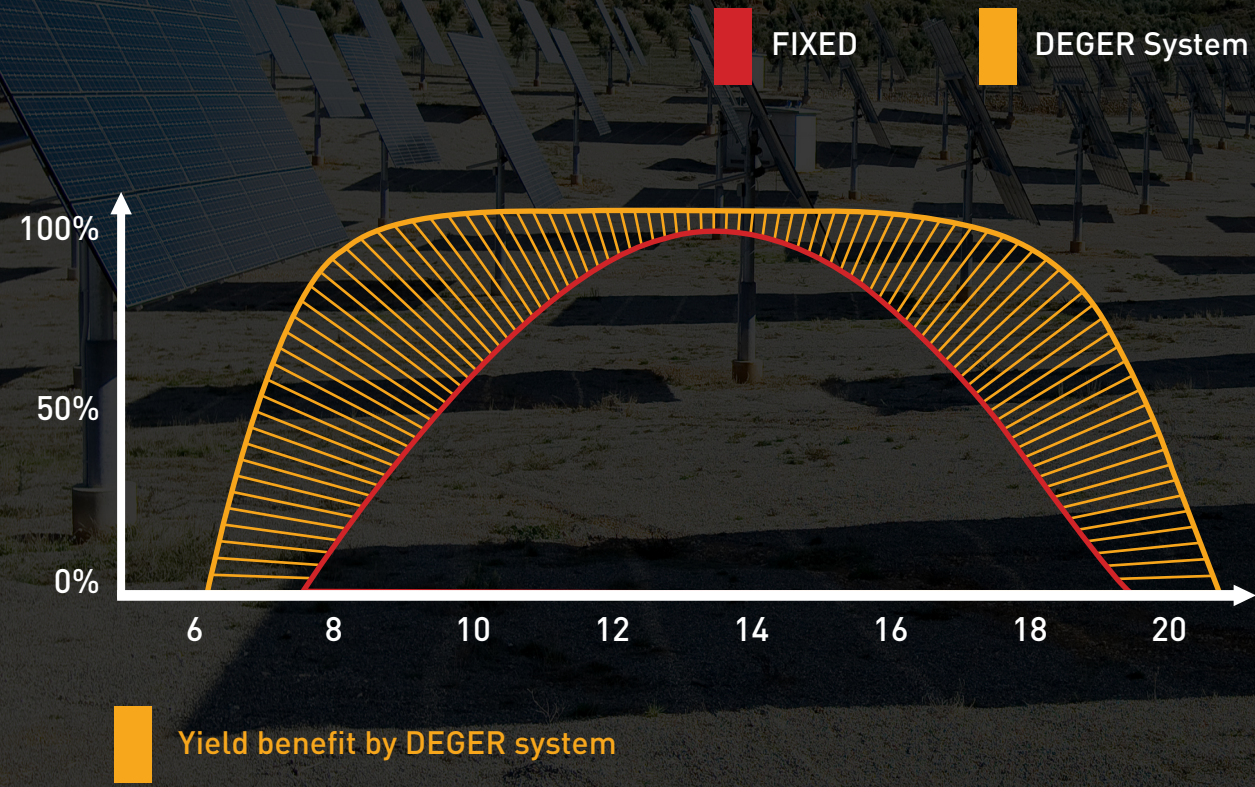 FIXED
DEGER System
100%
50%
0%
6 8 10 12 14 16 18 20
Yield benefit by DEGER system